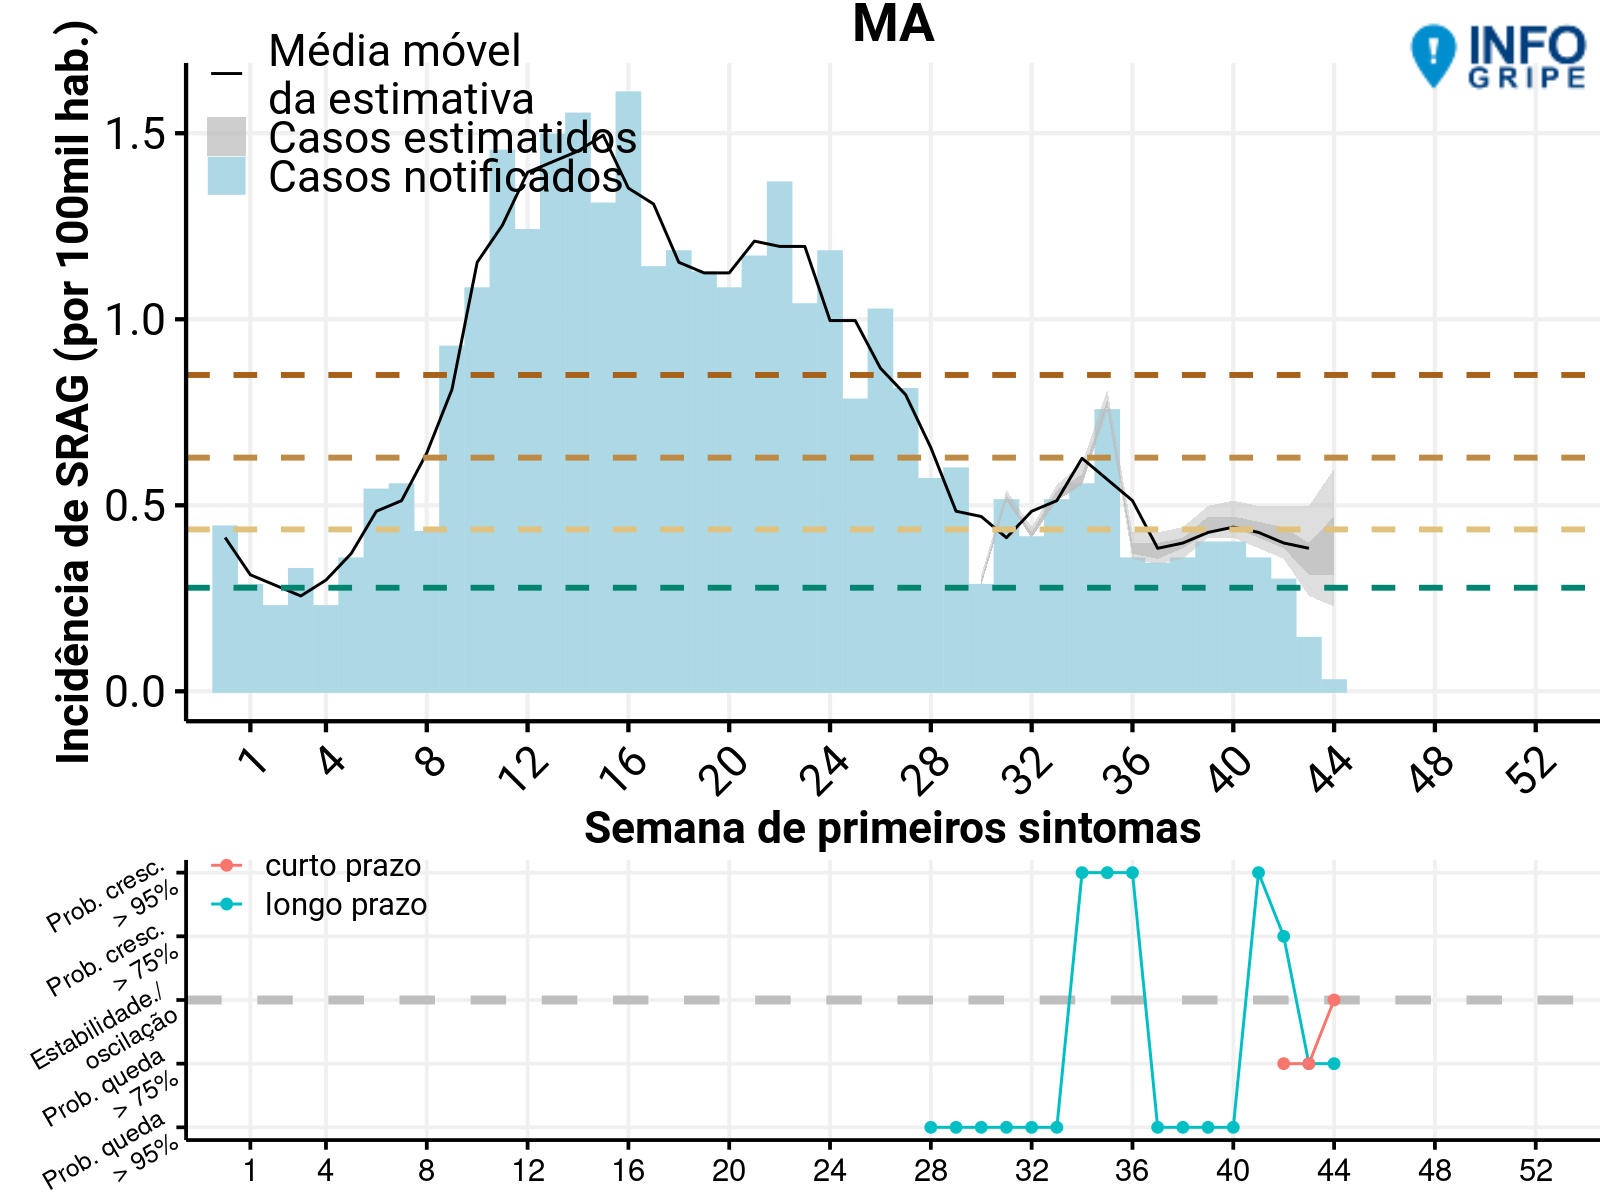 MA
INFO
GRIPE
Média móvel
da estimativa
Casos estimatidos
Casos notificados
Incidência de SRAG (por 100mil hab.)
1.5
1.0
0.5
0.0
1 4 8 12 16 20 24 28 32 36 40 44 48 52
Semana de primeiros sintomas
curto prazo
longo prazo
Prob. cresc.
> 95%
Prob. cresc.
> 75%
Estabilidade./
oscilação
Prob. queda
> 75%
Prob. queda
> 95%
1 4 8 12 16 20 24 28 32 36 40 44 48 52